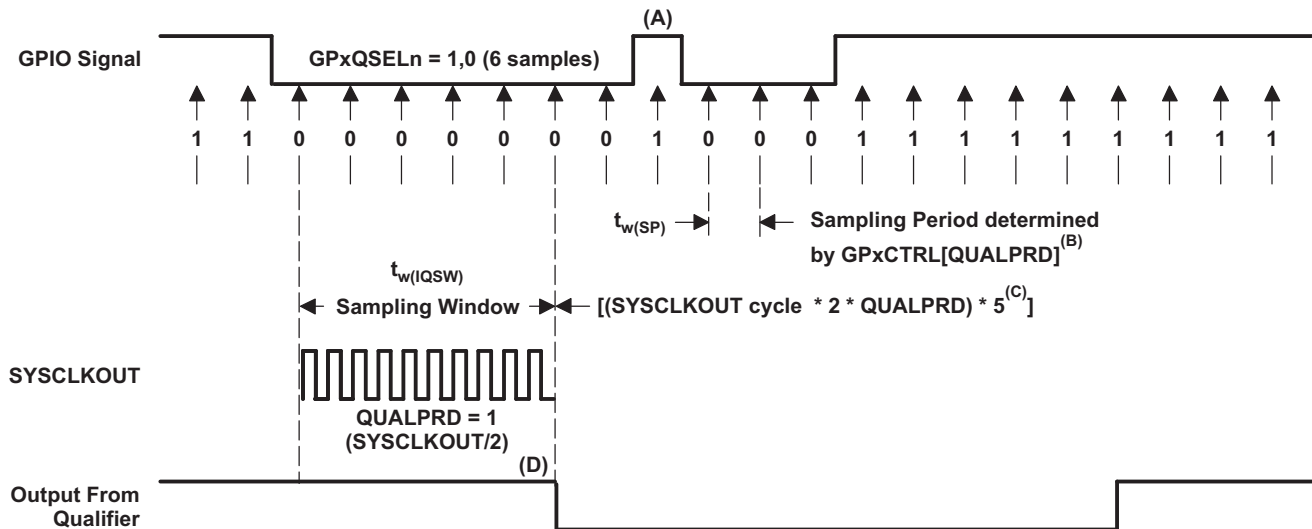 (A)
GPIO Signal
GPxQSELn = 1,0 (6 samples)
1 1 0 0 0 0 0 0 0 1 0 0 0 1 1 1 1 1 1 1 1 1
tw(SP)
Sampling Period determined
by GPxCTRL[QUALPRD](B)
tw(IQSW)
Sampling Window
[(SYSCLKOUT cycle * 2 * QUALPRD) * 5(C)]
SYSCLKOUT
QUALPRD = 1
(SYSCLKOUT/2)
(D)
Output From
Qualifier